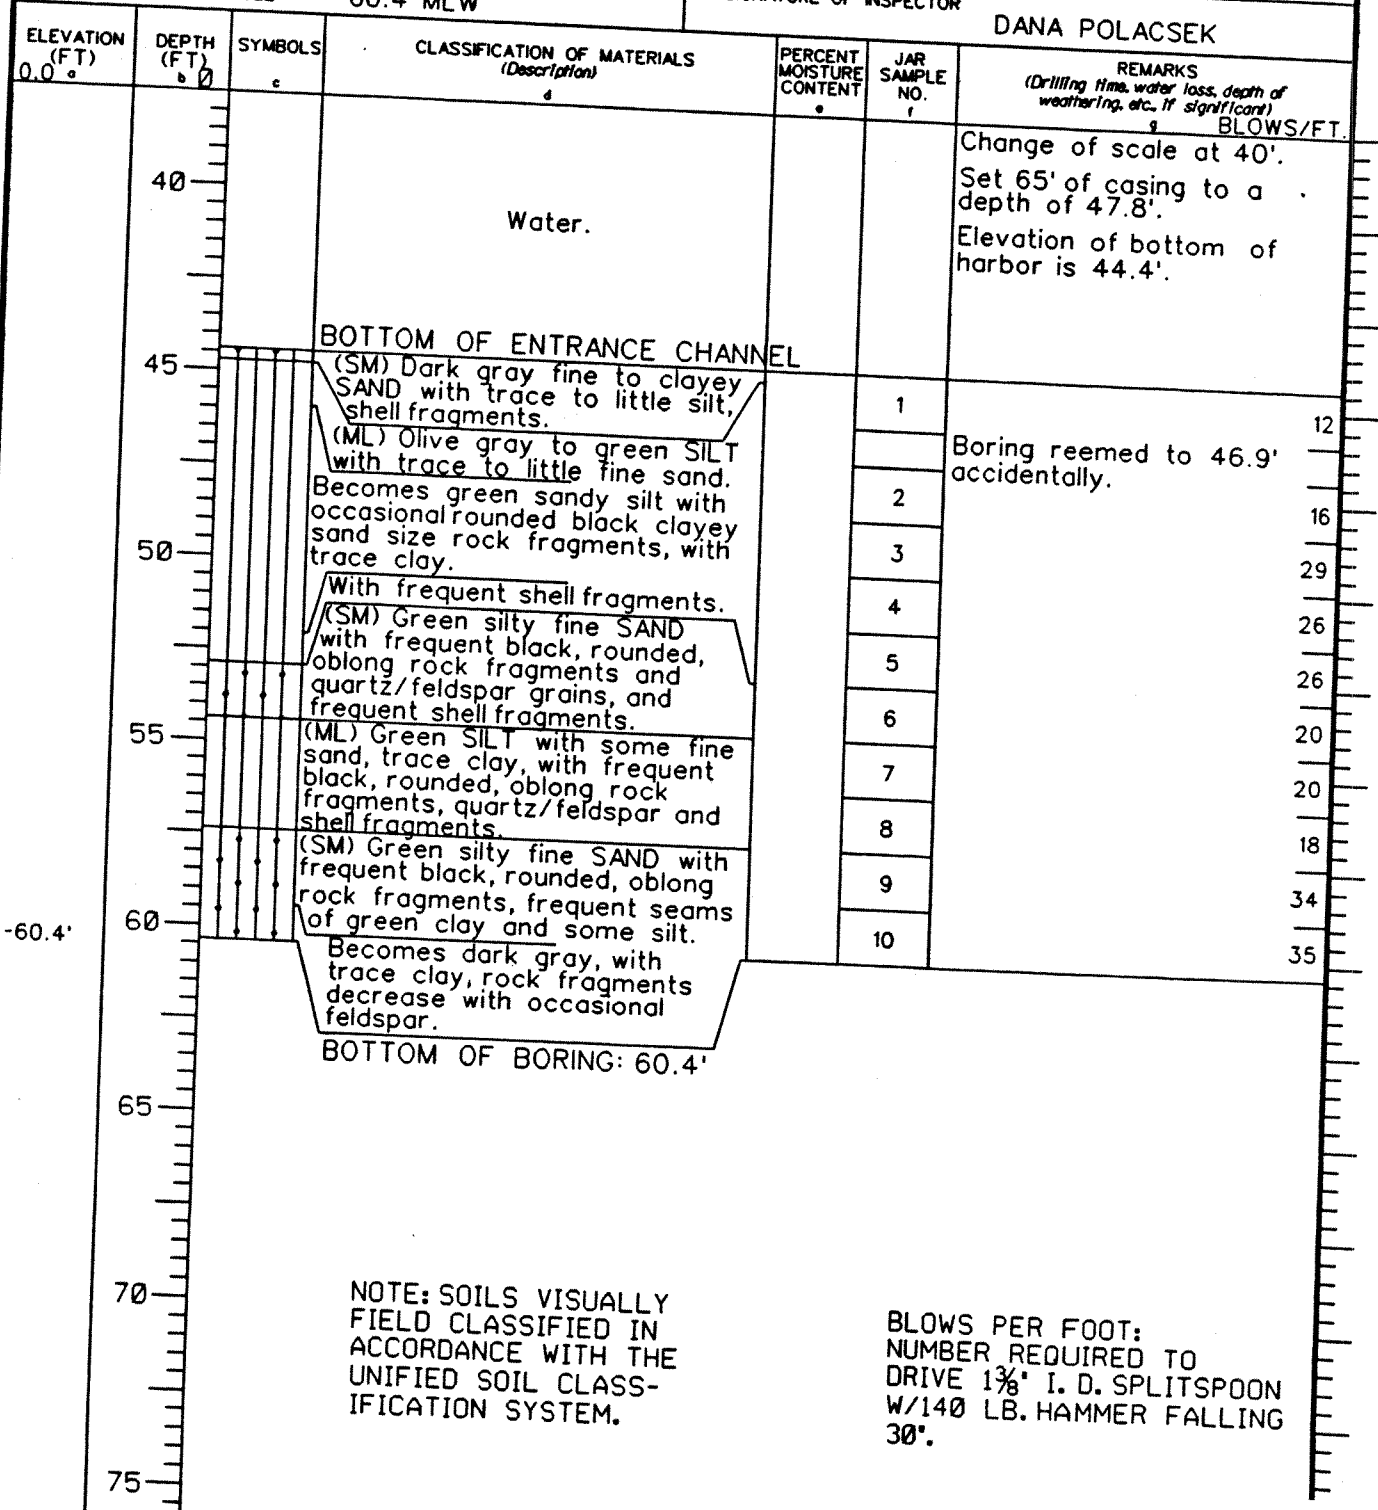 60.4 MLW
OF INSPECTOR
DANA POLACSEK
ELEVATION
(FT)
0.0 a
DEPTH
(FT)
b 0
SYMBOLS
c
CLASSIFICATION OF MATERIALS
(Description)
d
PERCENT
MOISTURE
CONTENT
e
JAR
SAMPLE
NO.
f
REMARKS
(Drilling time, water loss, depth of
weathering, etc., if significant)
g BLOWS/FT.
Change of scale at 40'.
Set 65' of casing to a
depth of 47.8'.
Elevation of bottom of
harbor is 44.4'.
40
Water.
BOTTOM OF ENTRANCE CHANNEL
45
(SM) Dark gray fine to clayey
SAND with trace to little silt,
shell fragments.
1
12
(ML) Olive gray to green SILT
with trace to little fine sand.
Boring reemed to 46.9'
accidentally.
Becomes green sandy silt with
occasional rounded black clayey
sand size rock fragments, with
trace clay.
2
16
50
3
29
With frequent shell fragments.
4
26
(SM) Green silty fine SAND
with frequent black, rounded,
oblong rock fragments and
quartz/feldspar grains, and
frequent shell fragments.
5
26
6
20
55
(ML) Green SILT with some fine
sand, trace clay, with frequent
black, rounded, oblong rock
fragments, quartz/feldspar and
shell fragments.
7
20
8
18
(SM) Green silty fine SAND with
frequent black, rounded, oblong
rock fragments, frequent seams
of green clay and some silt.
9
34
60
-60.4'
10
35
Becomes dark gray, with
trace clay, rock fragments
decrease with occasional
feldspar.
BOTTOM OF BORING: 60.4'
65
70
NOTE: SOILS VISUALLY
FIELD CLASSIFIED IN
ACCORDANCE WITH THE
UNIFIED SOIL CLASS-
IFICATION SYSTEM.
BLOWS PER FOOT:
NUMBER REQUIRED TO
DRIVE 1⅜" I. D. SPLITSPOON
W/140 LB. HAMMER FALLING
30".
75